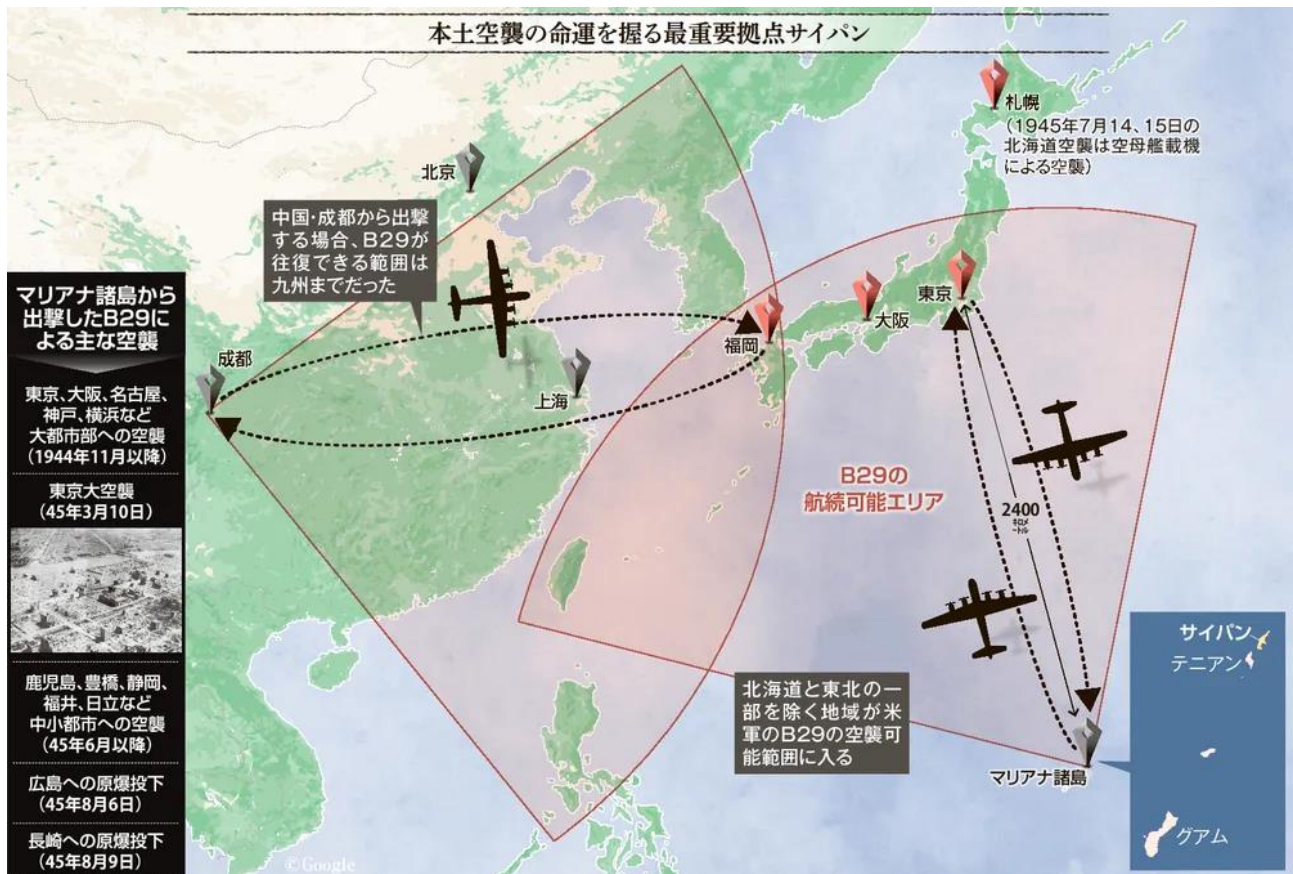 本土空襲の命運を握る最重要拠点サイパン
札幌
(1945年7月14、15日の
北海道空襲は空母艦載機
による空襲)
北京
中国・成都から出撃
する場合、B29が
往復できる範囲は
九州までだった
マリアナ諸島から
出撃したB29に
よる主な空襲
東京、大阪、名古屋、
神戸、横浜など
大都市部への空襲
(1944年11月以降)
東京大空襲
(45年3月10日)
鹿児島、豊橋、静岡、
福井、日立など
中小都市への空襲
(45年6月以降)
広島への原爆投下
(45年8月6日)
長崎への原爆投下
(45年8月9日)
成都
上海
福岡
大阪
東京
B29の
航続可能エリア
2400
キロメ
ートル
北海道と東北の一
部を除く地域が米
軍のB29の空襲可
能範囲に入る
マリアナ諸島
サイパン
テニアン
グアム
©Google